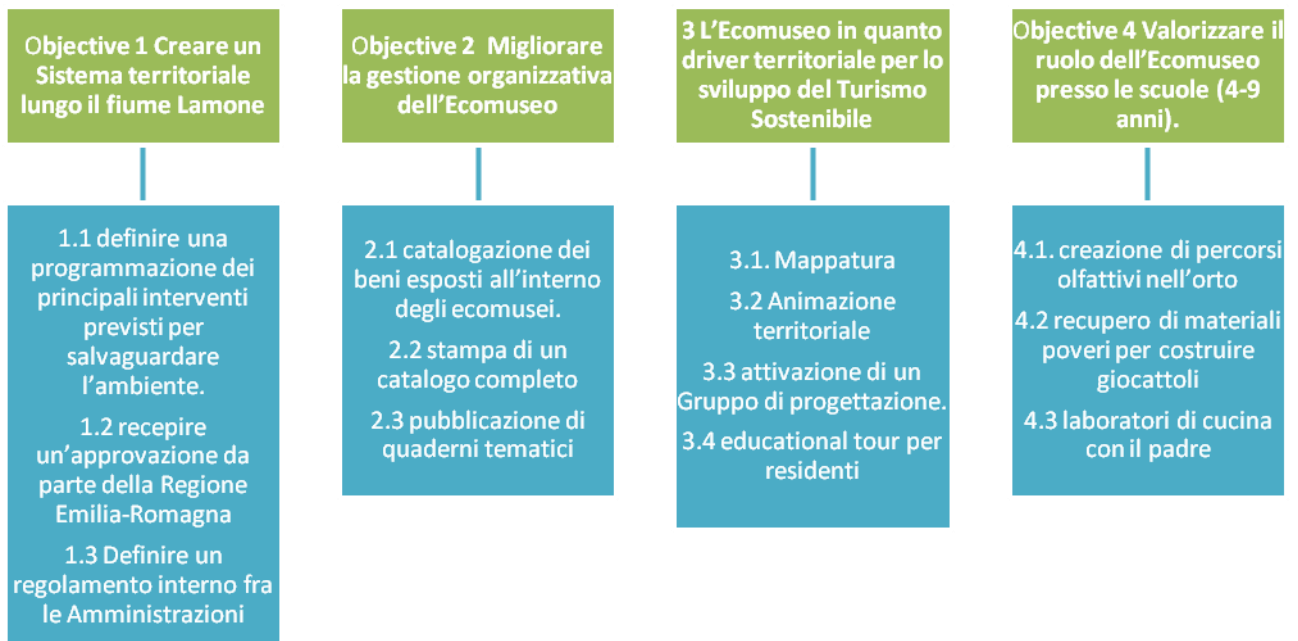 Objective 1 Creare un
Sistema territoriale
lungo il fiume Lamone
1.1 definire una
programmazione dei
principali interventi
previsti per
salvaguardare
l'ambiente.
1.2 recepire
un'approvazione da
parte della Regione
Emilia-Romagna
1.3 Definire un
regolamento interno fra
le Amministrazioni
Objective 2 Migliorare
la gestione organizzativa
dell'Ecomuseo
2.1 catalogazione dei
beni esposti all'interno
degli ecomusei.
2.2 stampa di un
catalogo completo
2.3 pubblicazione di
quaderni tematici
3 L'Ecomuseo in quanto
driver territoriale per lo
sviluppo del Turismo
Sostenibile
3.1. Mappatura
3.2 Animazione
territoriale
3.3 attivazione di un
Gruppo di progettazione.
3.4 educational tour per
residenti
Objective 4 Valorizzare il
ruolo dell'Ecomuseo
presso le scuole (4-9
anni).
4.1. creazione di percorsi
olfattivi nell'orto
4.2 recupero di materiali
poveri per costruire
giocattoli
4.3 laboratori di cucina
con il padre